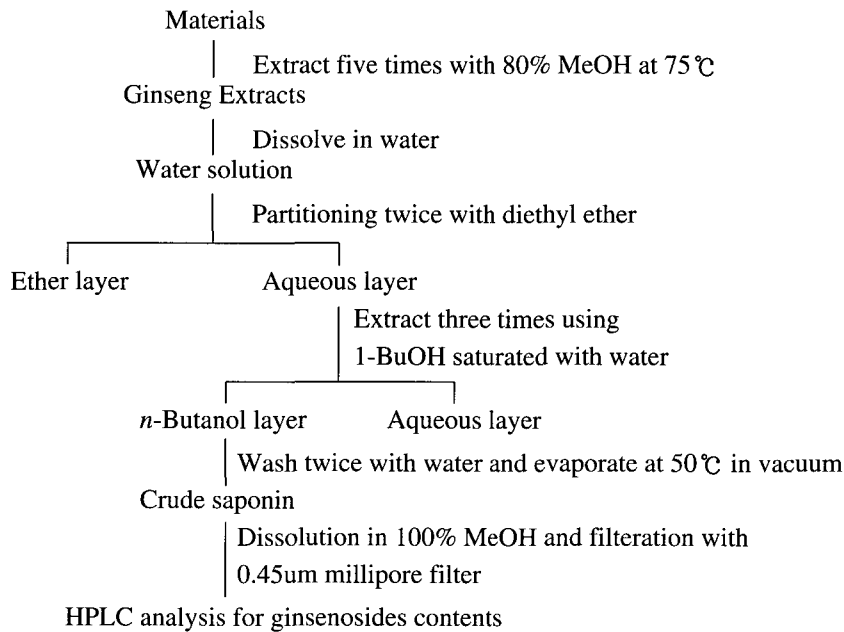 Materials
Extract five times with 80% MeOH at 75℃
Ginseng Extracts
Dissolve in water
Water solution
Partitioning twice with diethyl ether
Ether layer
Aqueous layer
Extract three times using
1-BuOH saturated with water
n-Butanol layer
Aqueous layer
Wash twice with water and evaporate at 50℃ in vacuum
Crude saponin
Dissolution in 100% MeOH and filteration with
0.45um millipore filter
HPLC analysis for ginsenosides contents